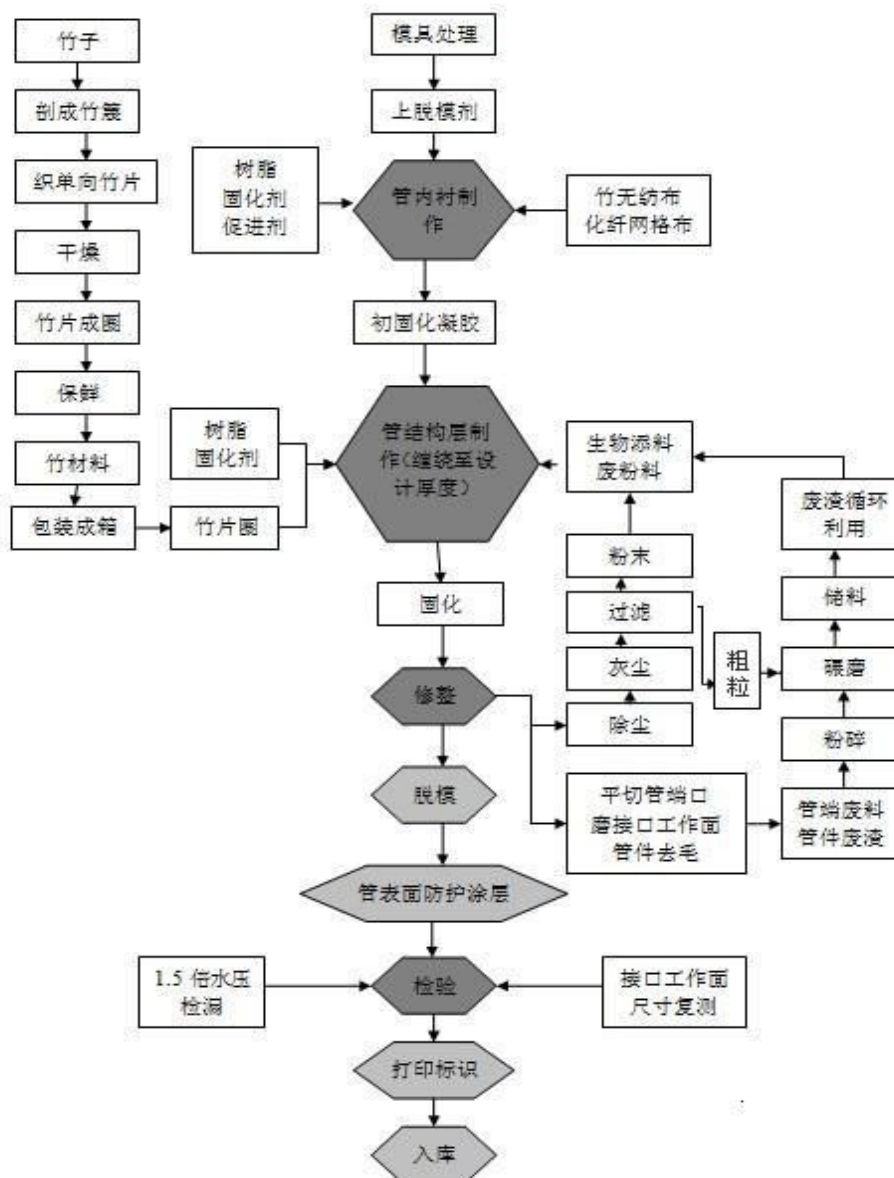 竹子
剖成竹篾
织单向竹片
干燥
竹片成圈
保鲜
竹材料
包装成箱
竹片圈
模具处理
上脱模剂
树脂
固化剂
促进剂
管内衬制
作
竹无纺布
化纤网格布
初固化凝胶
树脂
固化剂
管结构层制
作(缠绕至设
计厚度)
生物添料
废粉料
废渣循环
利用
粉末
过滤
灰尘
除尘
粗
粒
储料
碾磨
粉碎
固化
修整
脱模
平切管端口
磨接口工作面
管件去毛
管端废料
管件废渣
管表面防护涂层
1.5 倍水压
检漏
检验
接口工作面
尺寸复测
打印标识
入库